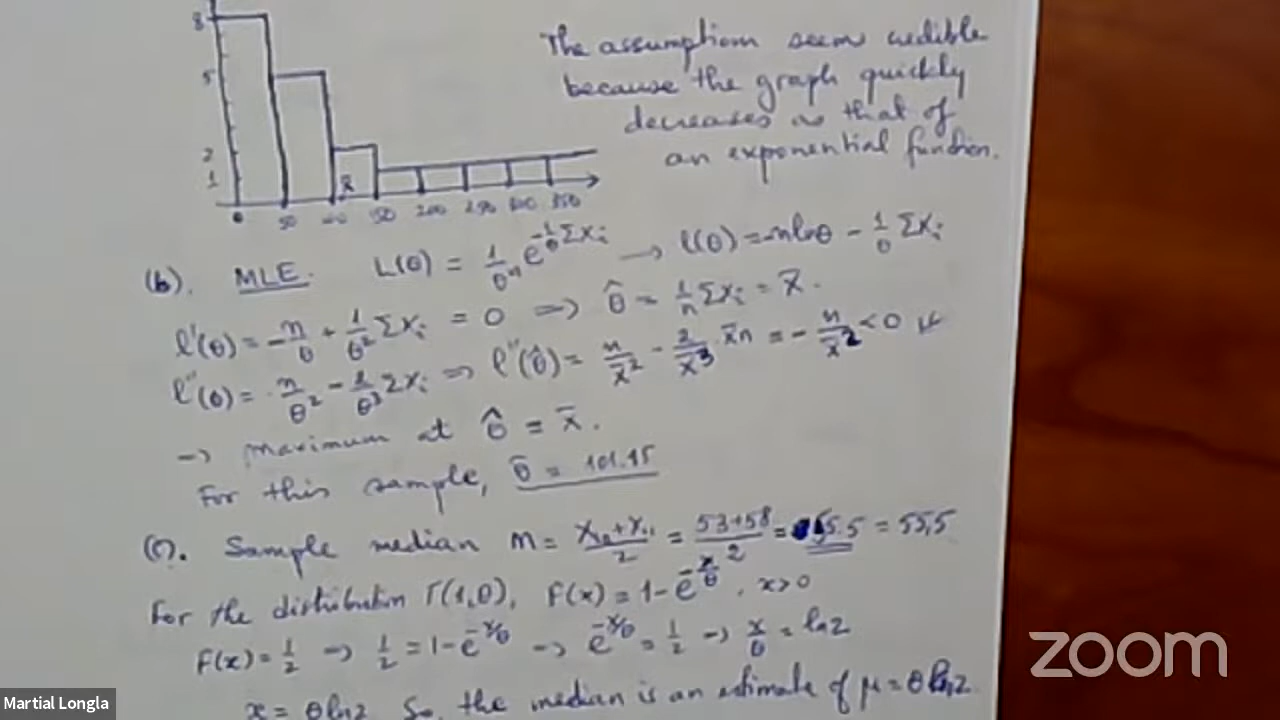 8
5
2
1
x̄
0 50 100 150 200 250 300 350
The assumptions seem credible
because the graph quickly
decreases as that of
an exponential function.
(b). MLE. L(θ) = 1/θⁿ e^(-1/θ Σxᵢ) → l(θ) = -n ln θ - 1/θ Σxᵢ
l'(θ) = -n/θ + 1/θ² Σxᵢ = 0 => θ̂ = 1/n Σxᵢ = x̄.
l''(θ) = n/θ² - 2/θ³ Σxᵢ => l''(θ̂) = n/x̄² - 2/x̄³ · x̄n = - n/x̄² < 0
→ maximum at θ̂ = x̄.
For this sample, θ̂ = 101.15
(c). Sample median m = (x₁₀+x₁₁)/2 = (53+58)/2 = 55.5 = 55,5
For the distribution Γ(1,θ), F(x) = 1-e^(-x/θ), x>0
F(x) = 1/2 → 1/2 = 1-e^(-x/θ) → e^(-x/θ) = 1/2 → x/θ = ln2
x = θ ln2 So, the median is an estimate of μ = θ ln2
zoom
Martial Longla